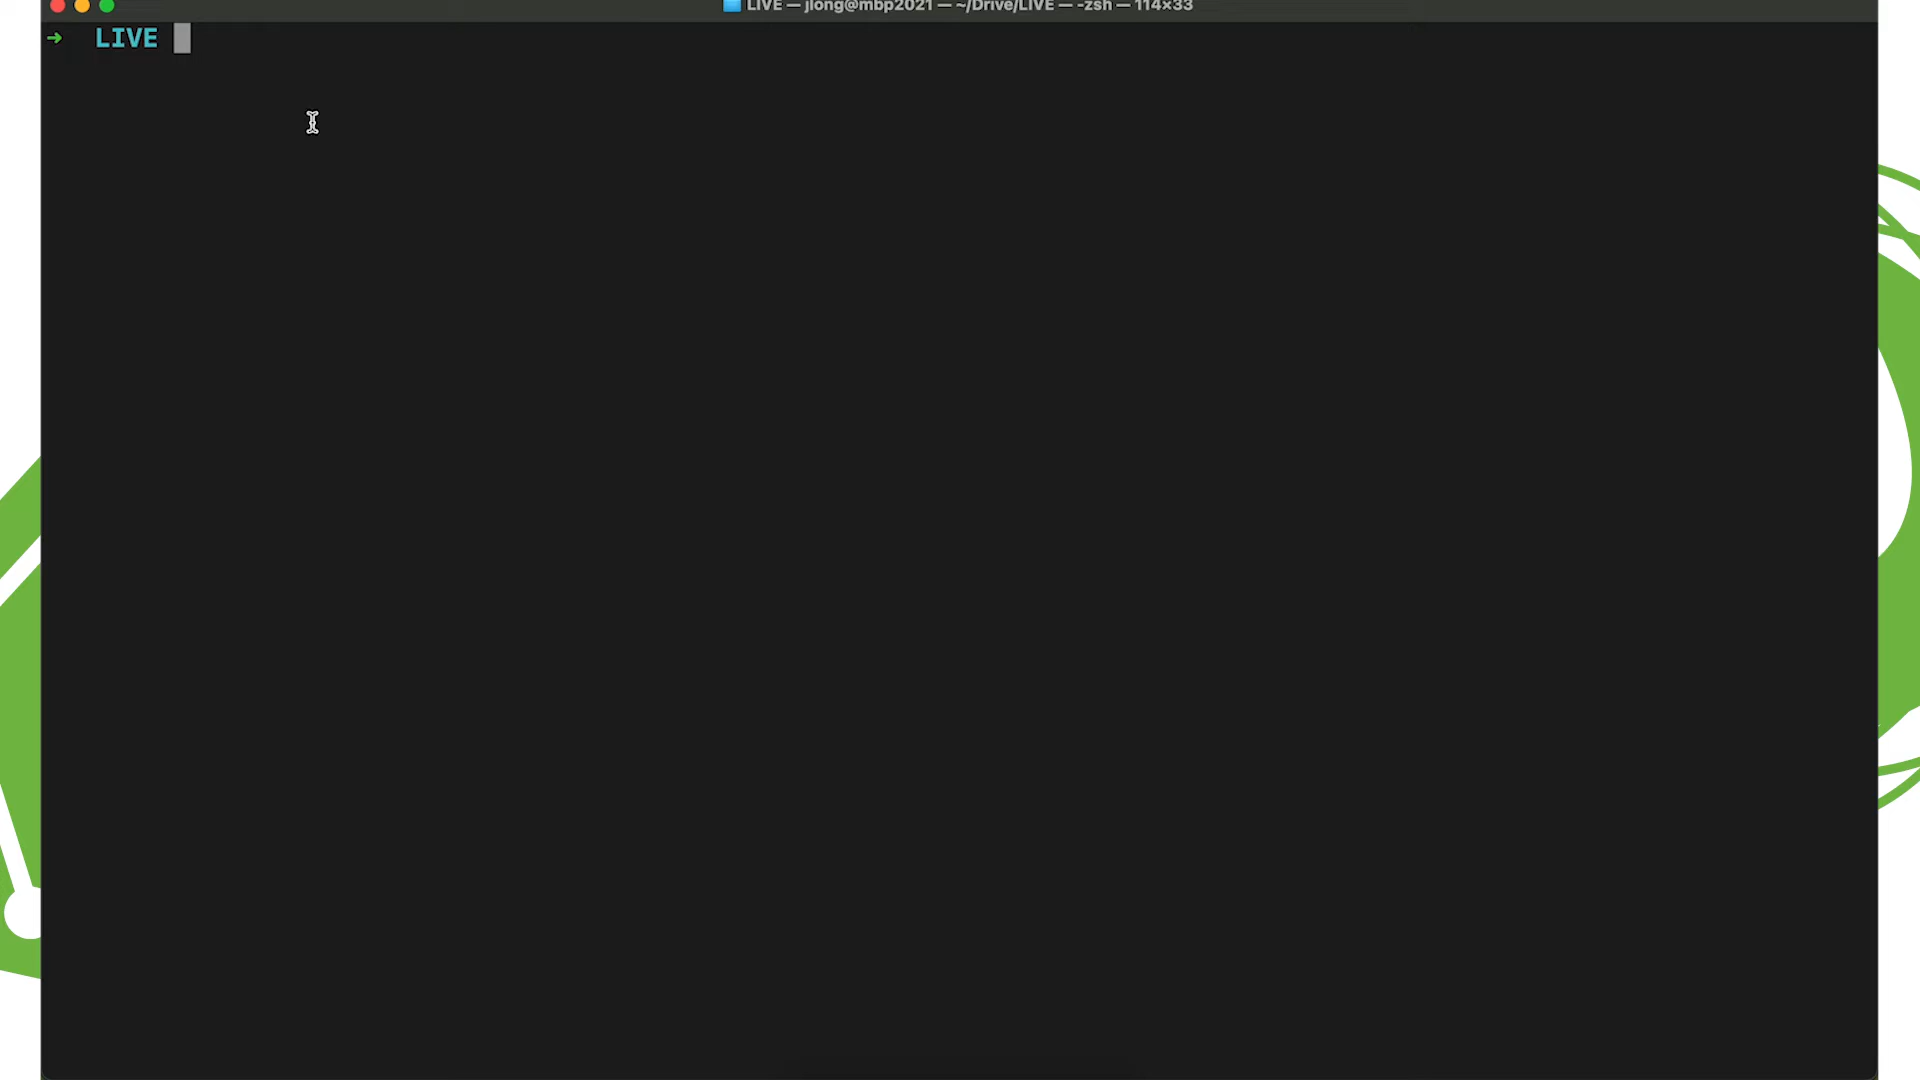 LIVE — jlong@mbp2021 — ~/Drive/LIVE — -zsh — 114×33
➜ LIVE